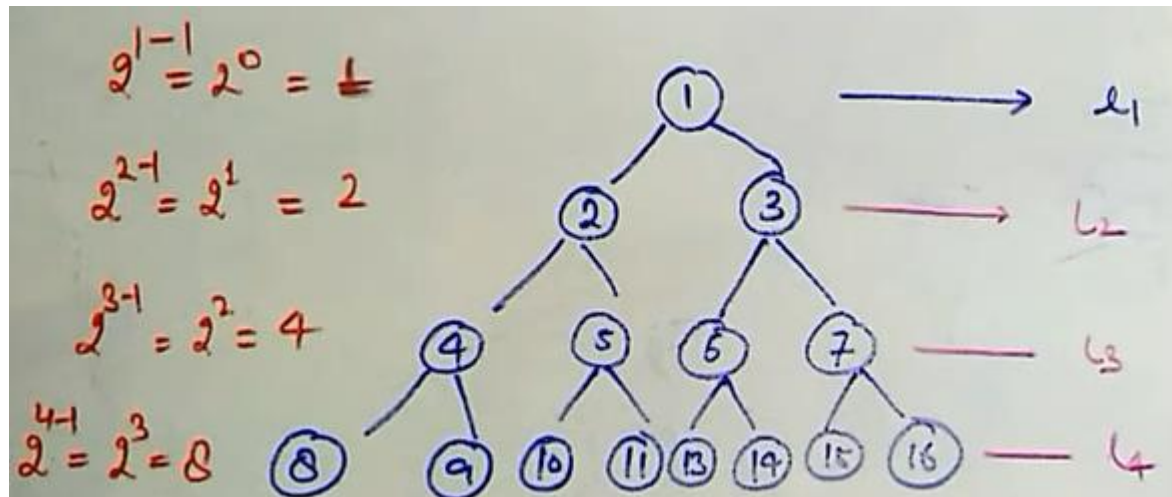 2^{1-1} = 2^0 = 1 1 l1
2^{2-1} = 2^1 = 2 2 3 L2
2^{3-1} = 2^2 = 4 4 5 6 7 L3
2^{4-1} = 2^3 = 8 8 9 10 11 13 14 15 16 L4